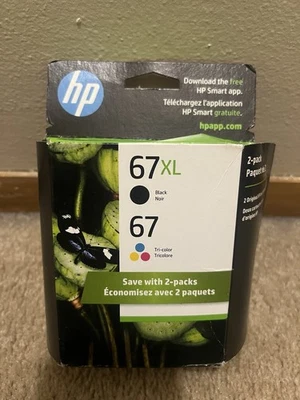 hp
Download the free
HP Smart app.
Téléchargez l'application
HP Smart gratuite.
hpapp.com
67XL
Black
Noir
67
Tri-color
Tricolore
2-pack
Paquet
2 Original
Save with 2-packs
Économisez avec 2 paquets